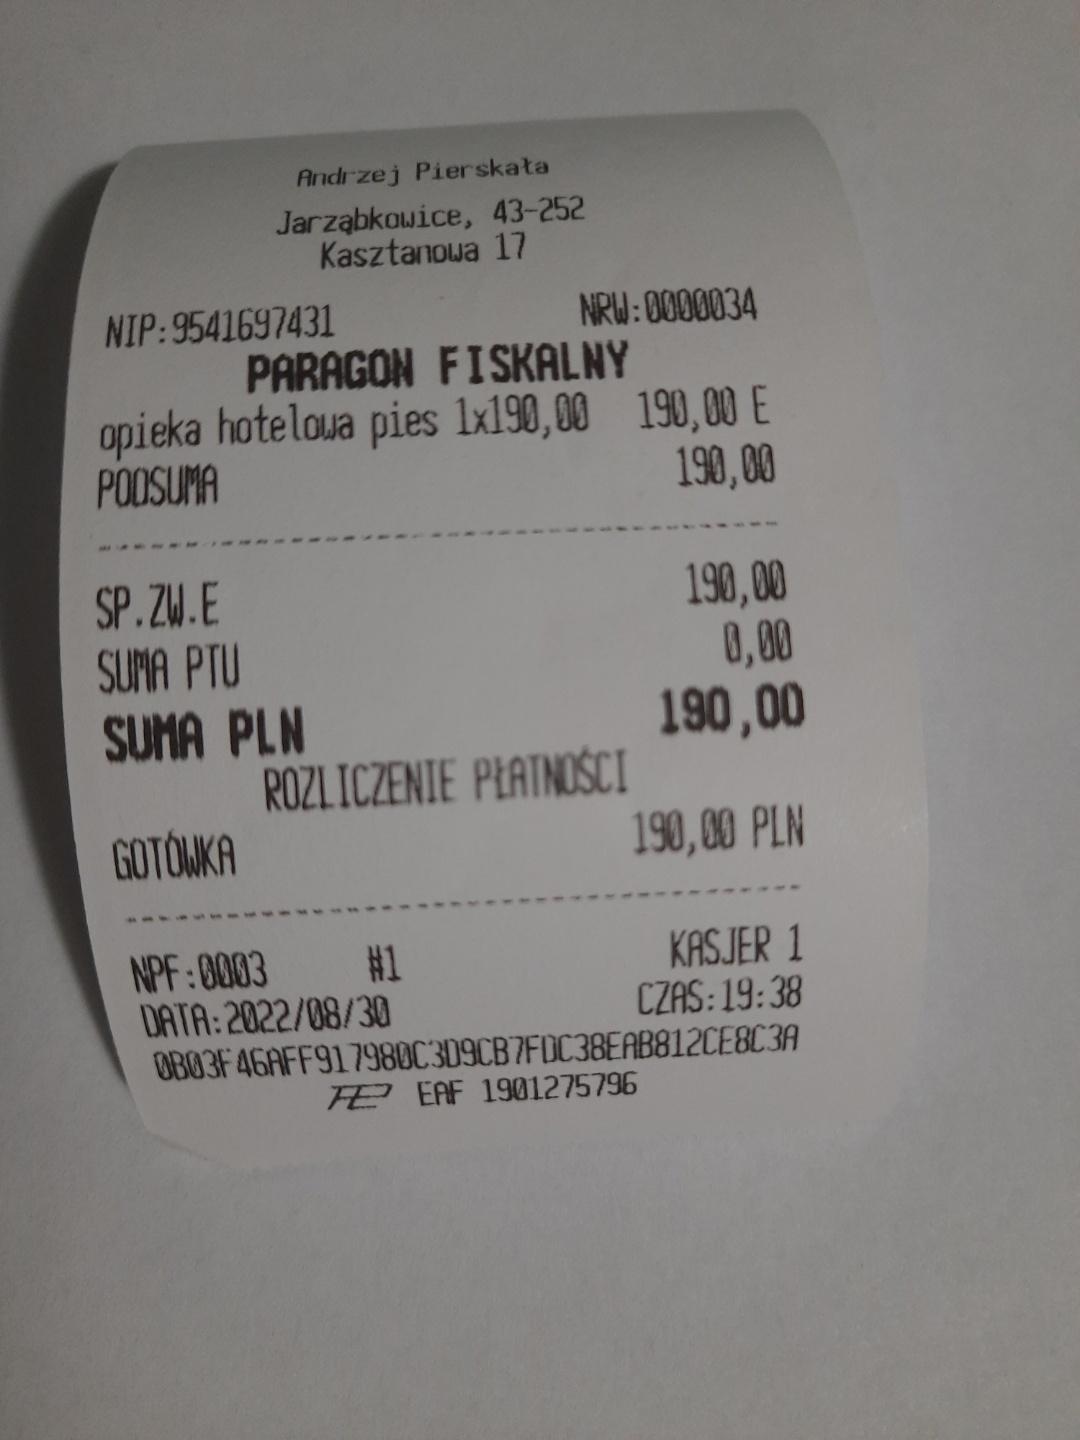 Andrzej Pierskała
Jarząbkowice, 43-252
Kasztanowa 17
NIP:9541697431 NRW:0000034
PARAGON FISKALNY
opieka hotelowa pies 1x190,00 190,00 E
PODSUMA 190,00
SP.ZW.E 190,00
SUMA PTU 0,00
SUMA PLN 190,00
ROZLICZENIE PŁATNOŚCI
GOTÓWKA 190,00 PLN
NPF:0003 #1 KASJER 1
DATA:2022/08/30 CZAS:19:38
0B03F46AFF917980C3D9CB7FDC38EAB812CE8C3A
EAF 1901275796